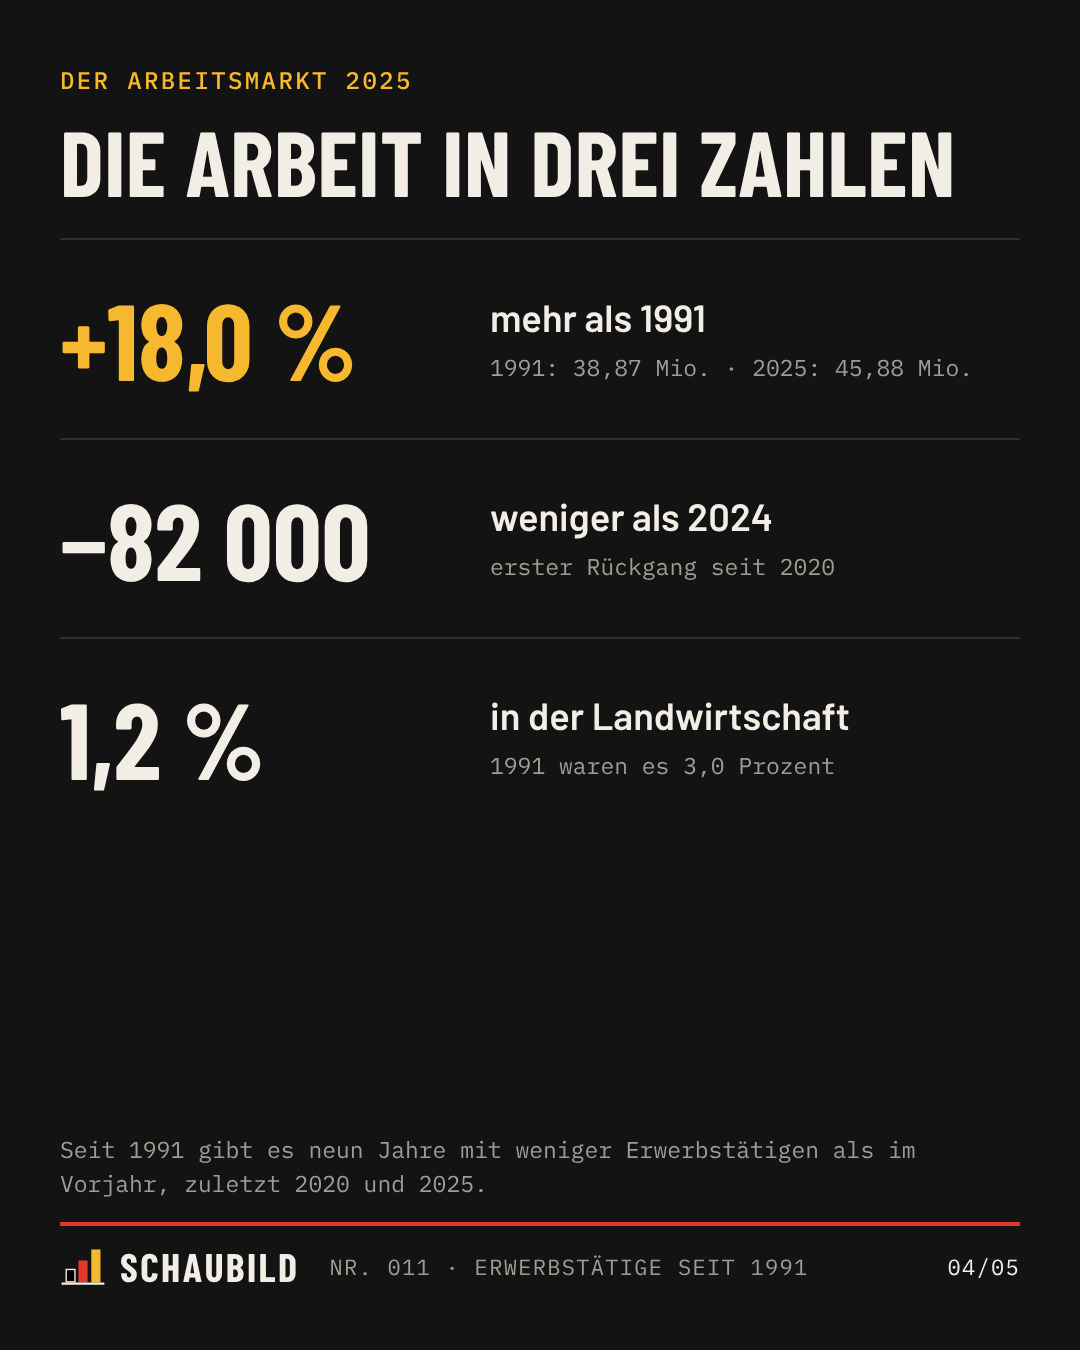 DER ARBEITSMARKT 2025
DIE ARBEIT IN DREI ZAHLEN
+18,0 %
mehr als 1991
1991: 38,87 Mio. · 2025: 45,88 Mio.
−82 000
weniger als 2024
erster Rückgang seit 2020
1,2 %
in der Landwirtschaft
1991 waren es 3,0 Prozent
Seit 1991 gibt es neun Jahre mit weniger Erwerbstätigen als im
Vorjahr, zuletzt 2020 und 2025.
SCHAUBILD NR. 011 · ERWERBSTÄTIGE SEIT 1991 04/05